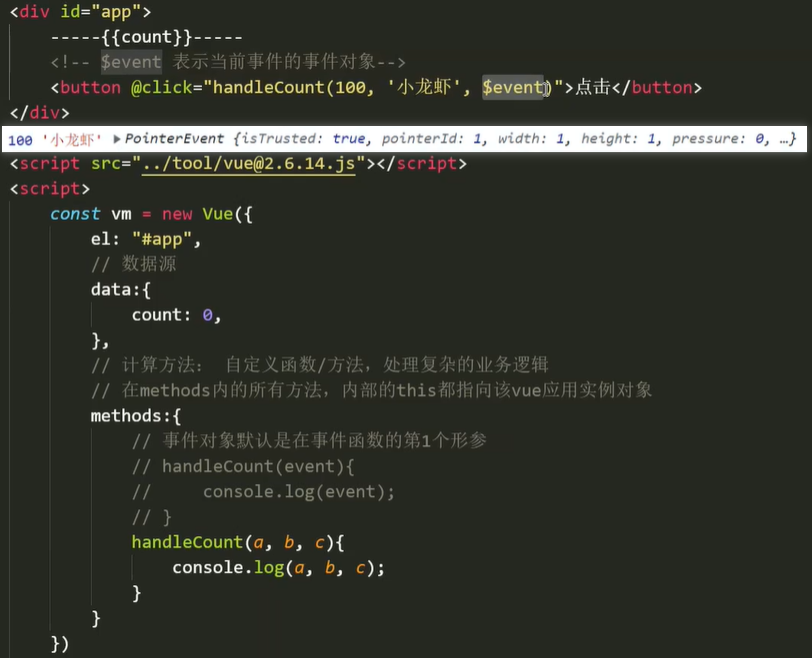 <div id="app">
-----{{count}}-----
<!-- $event 表示当前事件的事件对象-->
<button @click="handleCount(100, '小龙虾', $event)">点击</button>
</div>
100 '小龙虾' ▶PointerEvent {isTrusted: true, pointerId: 1, width: 1, height: 1, pressure: 0, …}
<script src="../tool/vue@2.6.14.js"></script>
<script>
const vm = new Vue({
el: "#app",
// 数据源
data:{
count: 0,
},
// 计算方法： 自定义函数/方法，处理复杂的业务逻辑
// 在methods内的所有方法，内部的this都指向该vue应用实例对象
methods:{
// 事件对象默认是在事件函数的第1个形参
// handleCount(event){
// console.log(event);
// }
handleCount(a, b, c){
console.log(a, b, c);
}
}
})